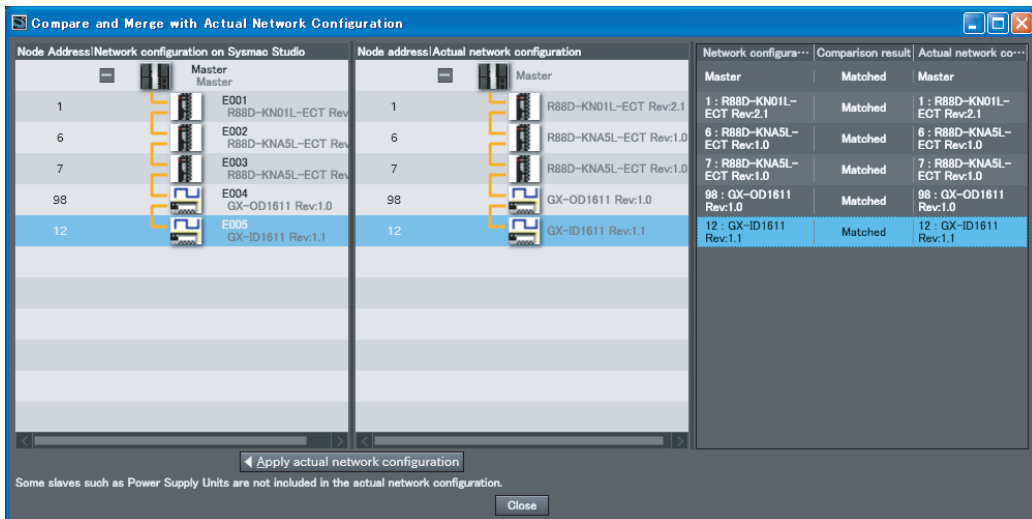 Compare and Merge with Actual Network Configuration
Node Address|Network configuration on Sysmac Studio
Master
Master
1
E001
R88D-KN01L-ECT Rev
6
E002
R88D-KNA5L-ECT Rev
7
E003
R88D-KNA5L-ECT Rev
98
E004
GX-OD1611 Rev:1.0
12
E005
GX-ID1611 Rev:1.1
Node address|Actual network configuration
Master
1
R88D-KN01L-ECT Rev:2.1
6
R88D-KNA5L-ECT Rev:1.0
7
R88D-KNA5L-ECT Rev:1.0
98
GX-OD1611 Rev:1.0
12
GX-ID1611 Rev:1.1
Network configura… Comparison result Actual network co…
Master Matched Master
1 : R88D-KN01L-
ECT Rev:2.1
Matched
1 : R88D-KN01L-
ECT Rev:2.1
6 : R88D-KNA5L-
ECT Rev:1.0
Matched
6 : R88D-KNA5L-
ECT Rev:1.0
7 : R88D-KNA5L-
ECT Rev:1.0
Matched
7 : R88D-KNA5L-
ECT Rev:1.0
98 : GX-OD1611
Rev:1.0
Matched
98 : GX-OD1611
Rev:1.0
12 : GX-ID1611
Rev:1.1
Matched
12 : GX-ID1611
Rev:1.1
Apply actual network configuration
Some slaves such as Power Supply Units are not included in the actual network configuration.
Close